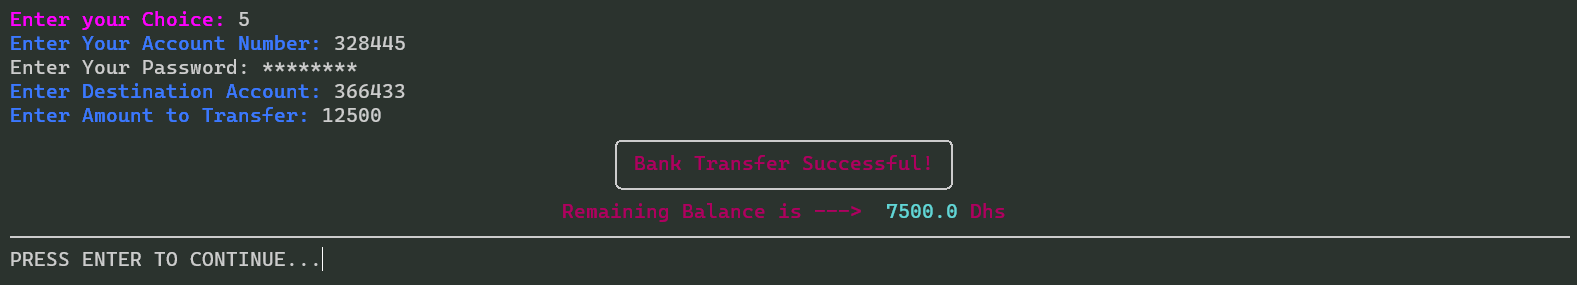 Enter your Choice: 5
Enter Your Account Number: 328445
Enter Your Password: ********
Enter Destination Account: 366433
Enter Amount to Transfer: 12500
Bank Transfer Successful!
Remaining Balance is ---> 7500.0 Dhs
PRESS ENTER TO CONTINUE...